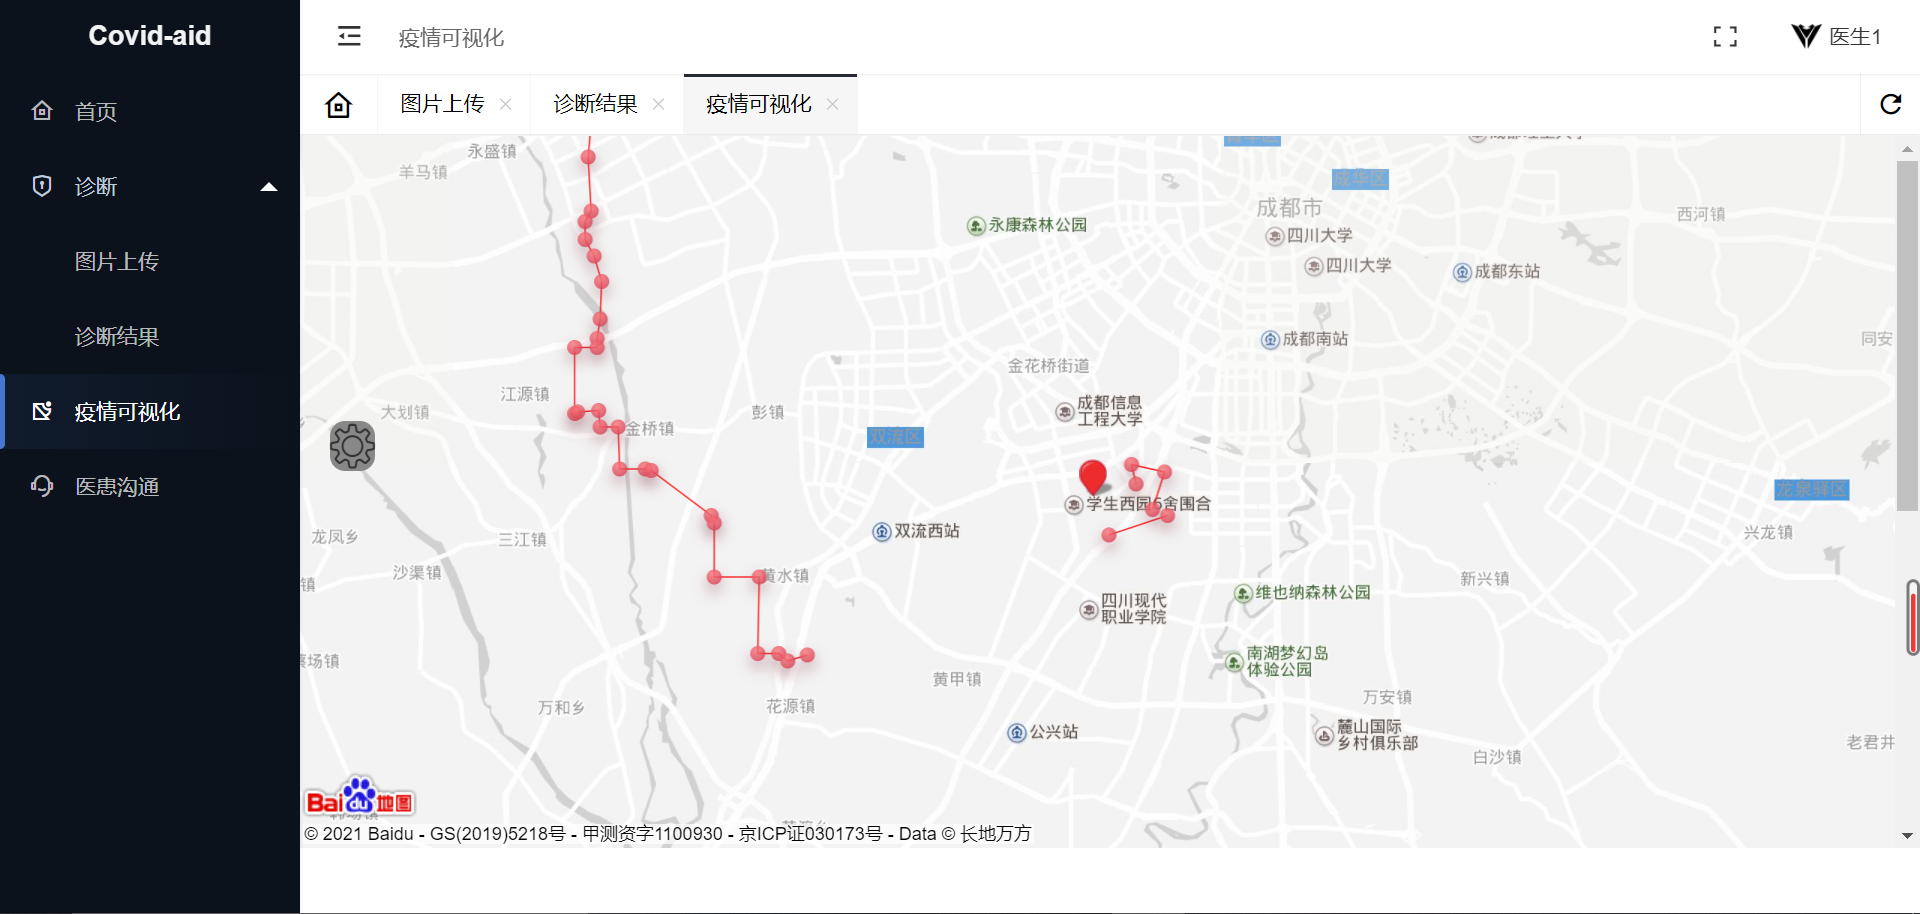 Covid-aid
首页
诊断
图片上传
诊断结果
疫情可视化
医患沟通
疫情可视化
医生1
图片上传
诊断结果
疫情可视化
永盛镇
羊马镇
成华区
成都市
西河镇
永康森林公园
四川大学
四川大学
成都东站
成都南站
同安
金花桥街道
江源镇
大划镇
彭镇
成都信息
工程大学
金桥镇
双流区
龙泉驿区
学生西园6舍围合
双流西站
兴龙镇
龙凤乡
三江镇
沙渠镇
镇
黄水镇
新兴镇
维也纳森林公园
四川现代
职业学院
南湖梦幻岛
体验公园
蔡场镇
黄甲镇
万安镇
万和乡
花源镇
公兴站
麓山国际
乡村俱乐部
白沙镇
老君井
Bai du 地图
© 2021 Baidu - GS(2019)5218号 - 甲测资字1100930 - 京ICP证030173号 - Data © 长地万方